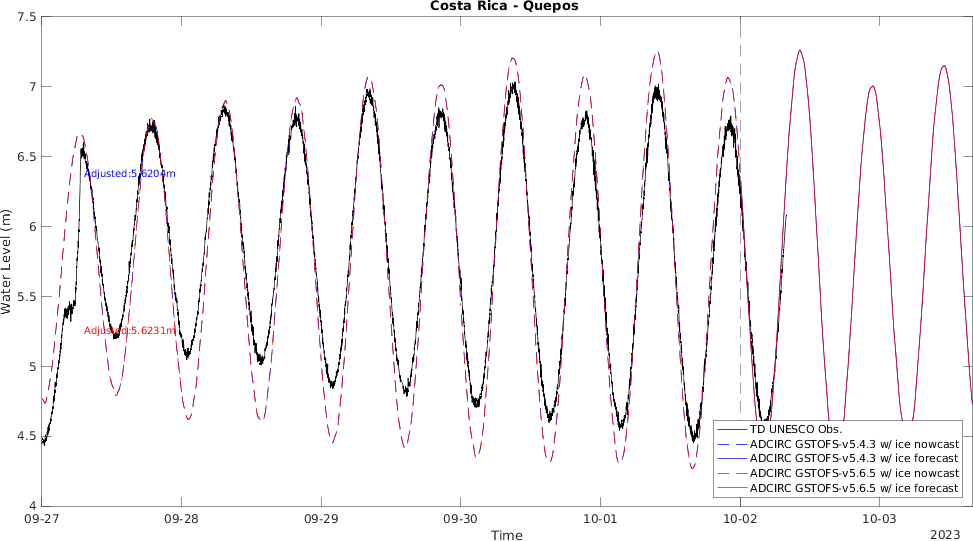 Costa Rica - Quepos
7.5
7
6.5
6
5.5
5
4.5
4
Water Level (m)
Adjusted:5.6204m
Adjusted:5.6231m
TD UNESCO Obs.
ADCIRC GSTOFS-v5.4.3 w/ ice nowcast
ADCIRC GSTOFS-v5.4.3 w/ ice forecast
ADCIRC GSTOFS-v5.6.5 w/ ice nowcast
ADCIRC GSTOFS-v5.6.5 w/ ice forecast
09-27 09-28 09-29 09-30 10-01 10-02 10-03
Time
2023